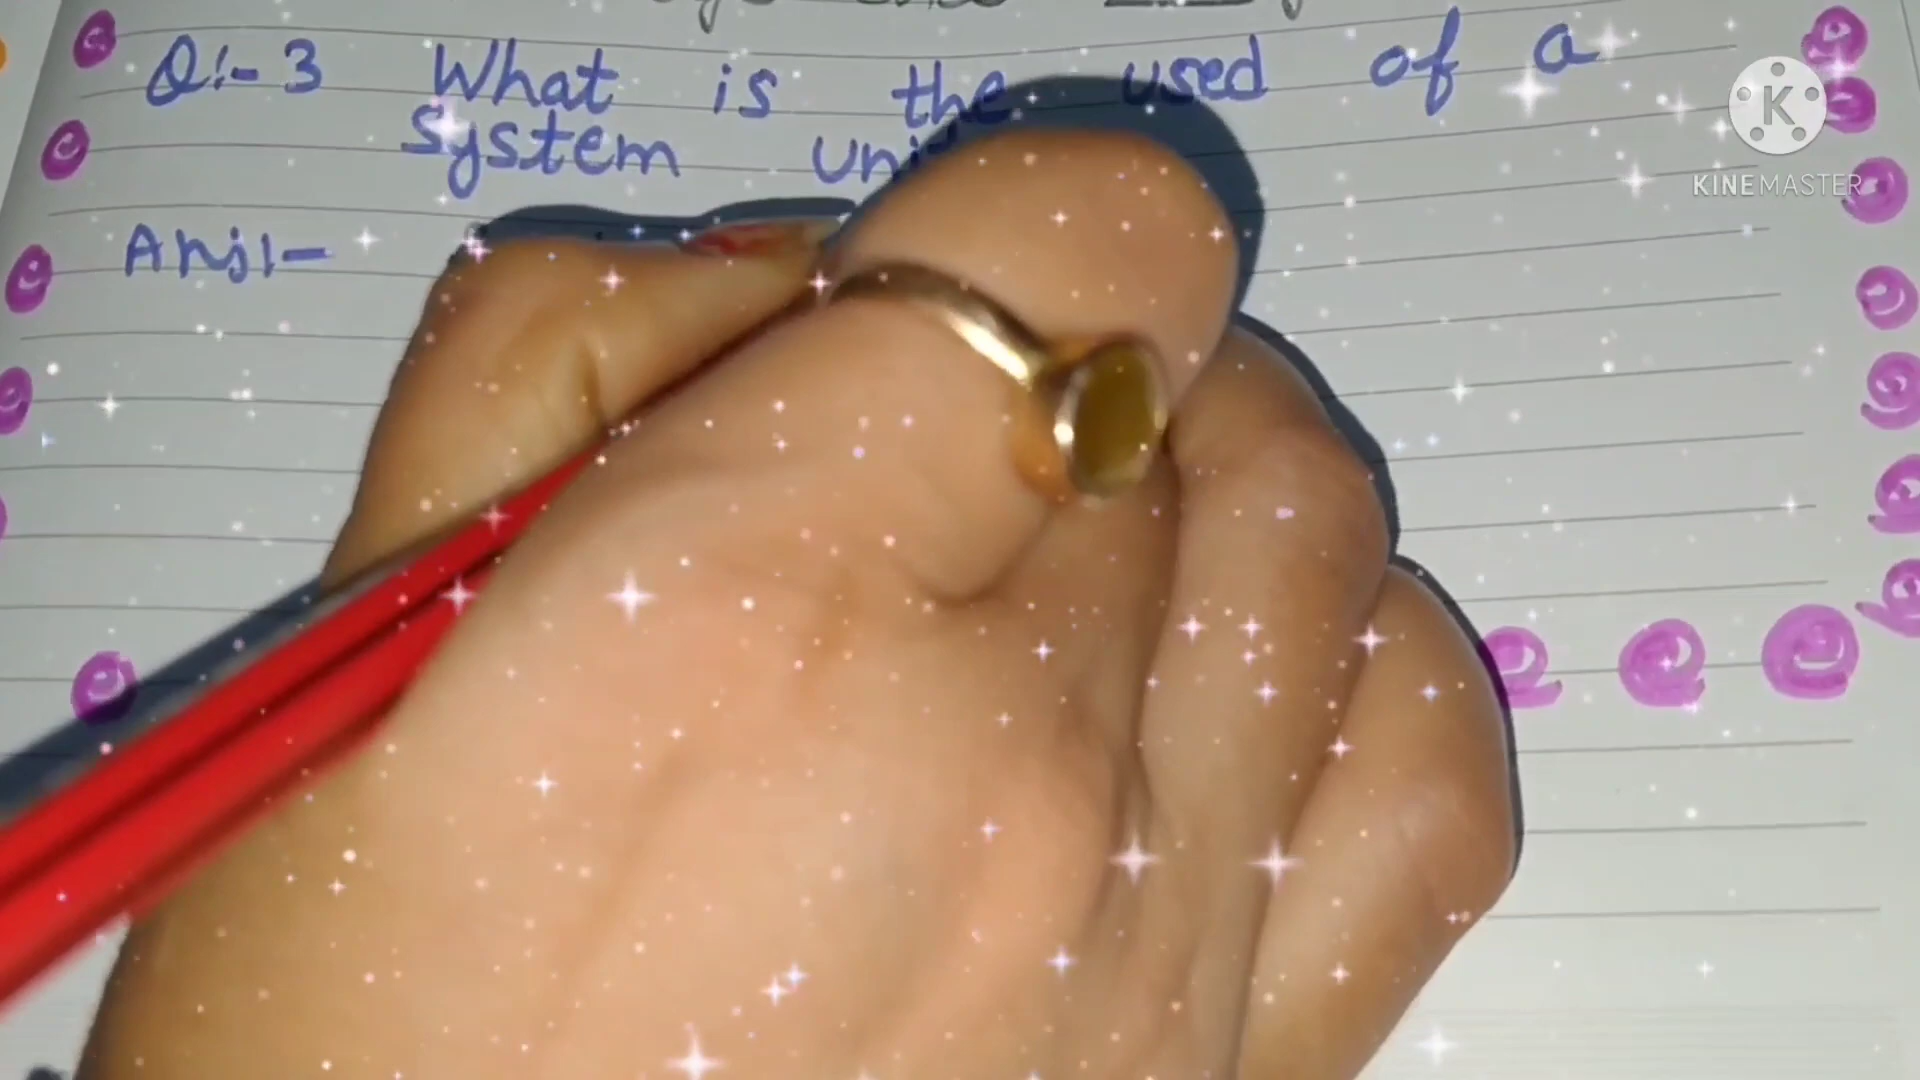 Q:- 3 What is the used of a
system
Ans:-
K
KINEMASTER